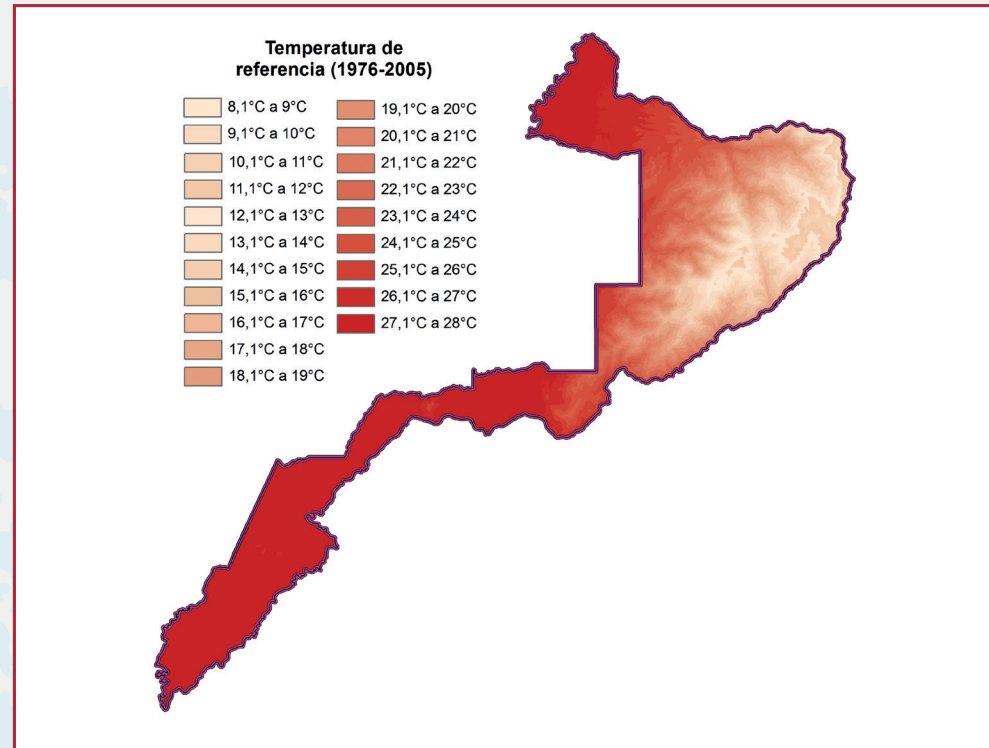 Temperatura de
referencia (1976-2005)
8,1°C a 9°C
9,1°C a 10°C
10,1°C a 11°C
11,1°C a 12°C
12,1°C a 13°C
13,1°C a 14°C
14,1°C a 15°C
15,1°C a 16°C
16,1°C a 17°C
17,1°C a 18°C
18,1°C a 19°C
19,1°C a 20°C
20,1°C a 21°C
21,1°C a 22°C
22,1°C a 23°C
23,1°C a 24°C
24,1°C a 25°C
25,1°C a 26°C
26,1°C a 27°C
27,1°C a 28°C